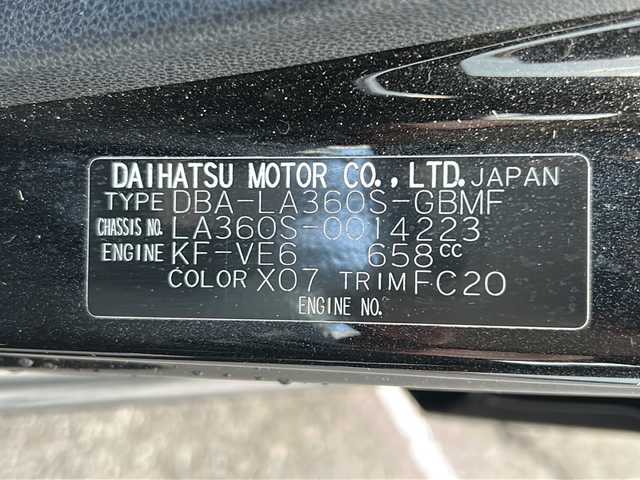 DAIHATSU MOTOR CO., LTD. JAPAN
TYPE DBA-LA360S-GBMF
CHASSIS NO. LA360S-0014223
ENGINE KF-VE6 658cc
COLOR X07 TRIM FC20
ENGINE NO.